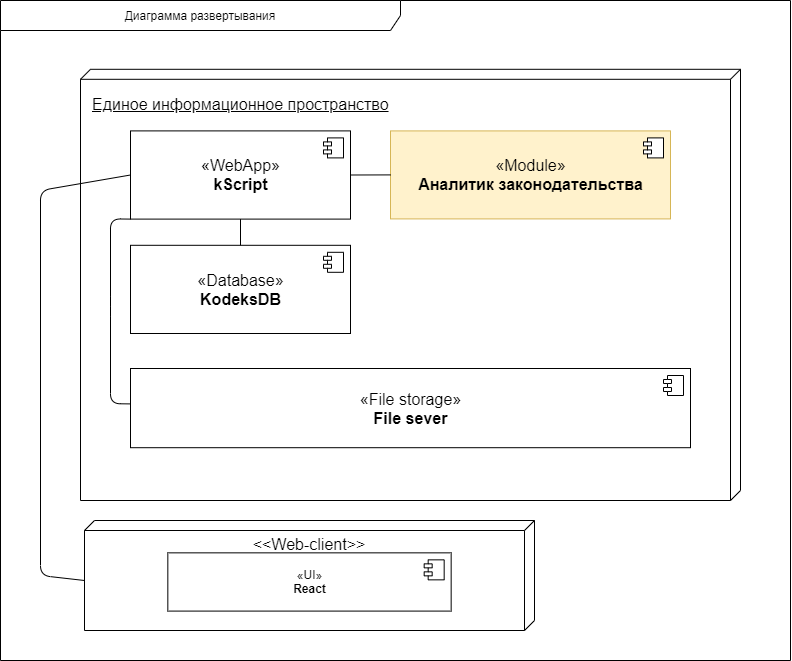 Диаграмма развертывания
Единое информационное пространство
«WebApp»
kScript
«Module»
Аналитик законодательства
«Database»
KodeksDB
«File storage»
File sever
<<Web-client>>
«UI»
React